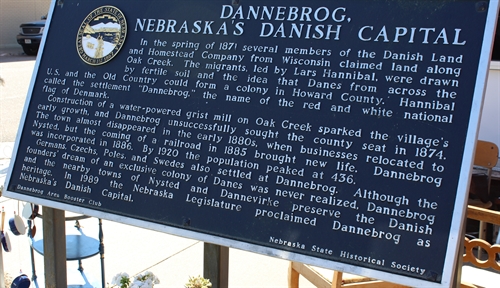 DANNEBROG,
NEBRASKA'S DANISH CAPITAL
In the spring of 1871 several members of the Danish Land
and Homestead Company from Wisconsin claimed land along
Oak Creek. The migrants, led by Lars Hannibal, were drawn
by fertile soil and the idea that Danes from across the
U.S. and the Old Country could form a colony in Howard County. Hannibal
called the settlement "Dannebrog," the name of the red and white national
flag of Denmark.
Construction of a water-powered grist mill on Oak Creek sparked the village's
early growth, and Dannebrog unsuccessfully sought the county seat in 1874.
The town almost disappeared in the early 1880s, when businesses relocated to
Nysted, but the coming of a railroad in 1885 brought new life. Dannebrog
was incorporated in 1886. By 1920 the population peaked at 436.
Germans, Czechs, Poles, and Swedes also settled at Dannebrog. Although the
founders' dream of an exclusive colony of Danes was never realized, Dannebrog
and the nearby towns of Nysted and Dannevirke preserve the Danish
heritage. In 1989 the Nebraska Legislature proclaimed Dannebrog as
Nebraska's Danish Capital.
Dannebrog Area Booster Club
Nebraska State Historical Society